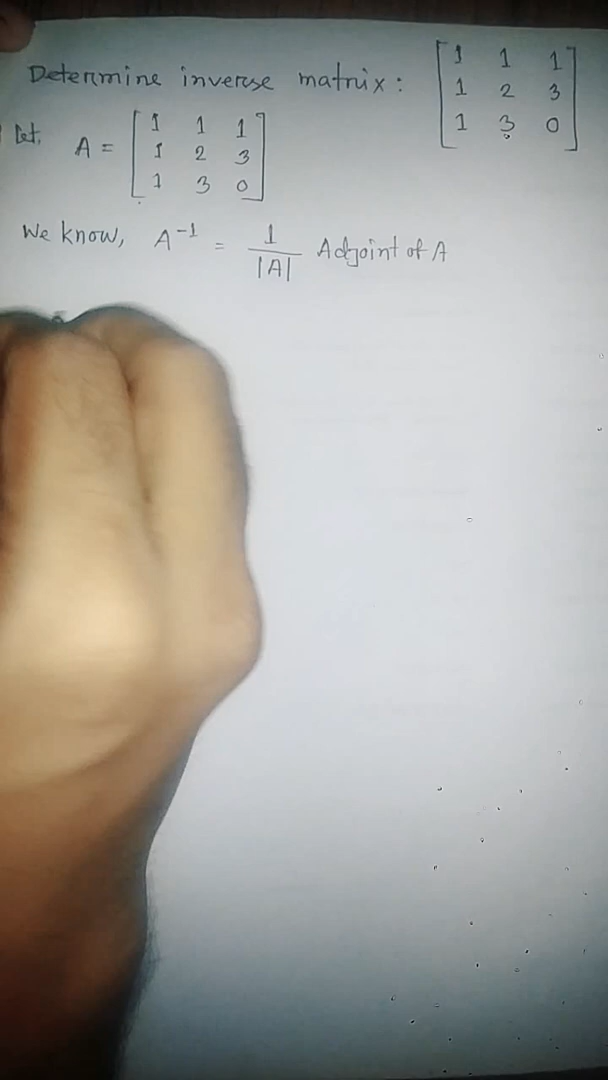 Determine inverse matrix: [1 1 1
1 2 3
1 3 0]
Let, A = [1 1 1
1 2 3
1 3 0]
We know, A⁻¹ = 1/|A| Adjoint of A